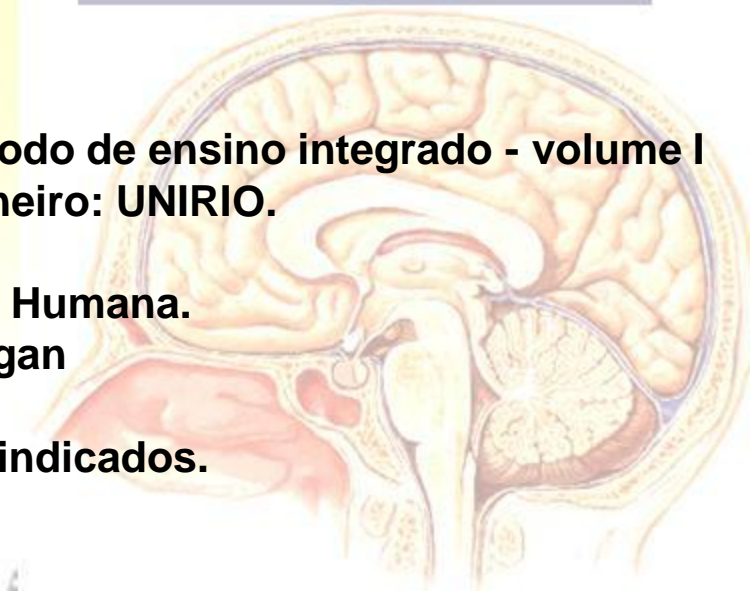 odo de ensino integrado - volume I
neiro: UNIRIO.
Humana.
gan
indicados.